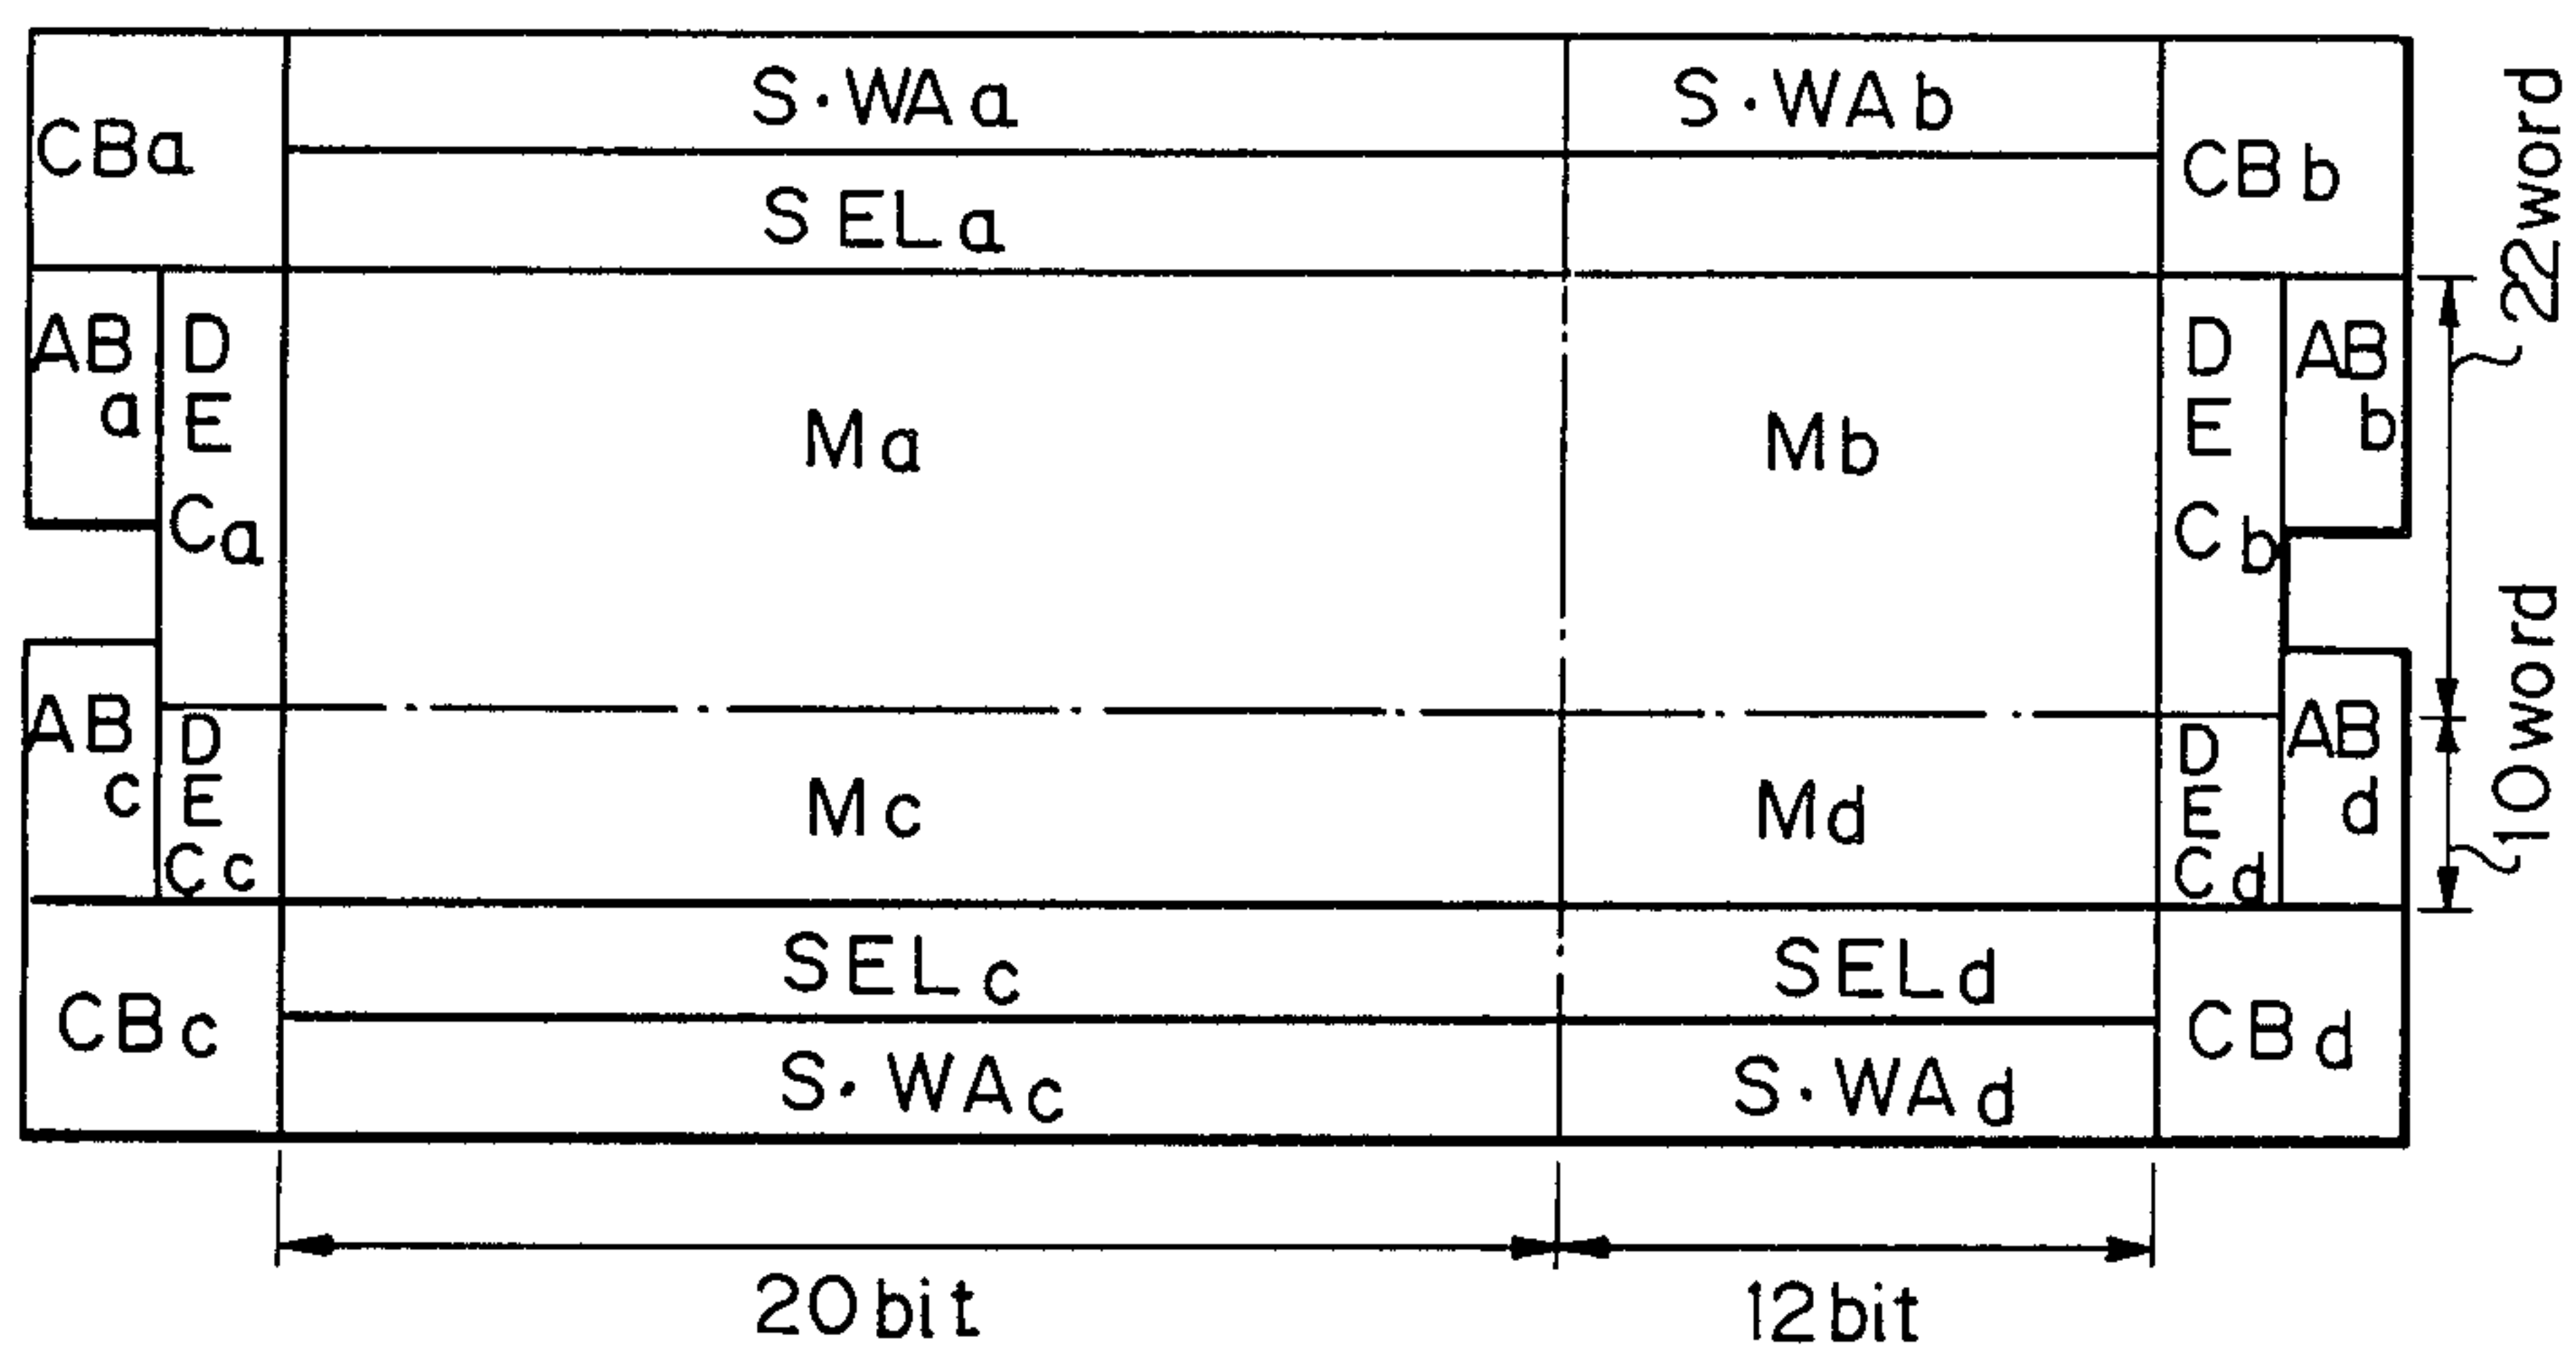 CBa
S·WAa
S·WAb
CBb
SELa
22word
ABa
DECa
Ma
Mb
DECb
ABb
10word
ABc
DECc
Mc
Md
DECd
ABd
CBc
SELc
SELd
CBd
S·WAc
S·WAd
20bit
12bit